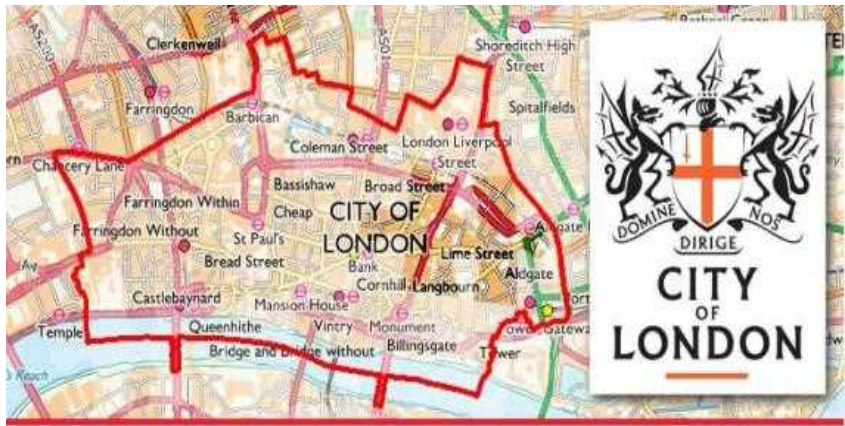 A5200
A501
Clerkenwell
Shoreditch High
Street
Farringdon
Barbican
Spitalfields
Coleman Street
London Liverpool
Street
Chancery Lane
Bassishaw
Broad Street
Farringdon Within
Cheap
CITY OF
LONDON
Farringdon Without
St Paul's
Bread Street
Bank
Lime Street
Aldgate
Cornhill
Langbourn
Castlebaynard
Mansion House
Temple
Queenhithe
Vintry
Monument
Billingsgate
Tower
Bridge and Bridge without
DOMINE
DIRIGE
NOS
CITY
OF
LONDON